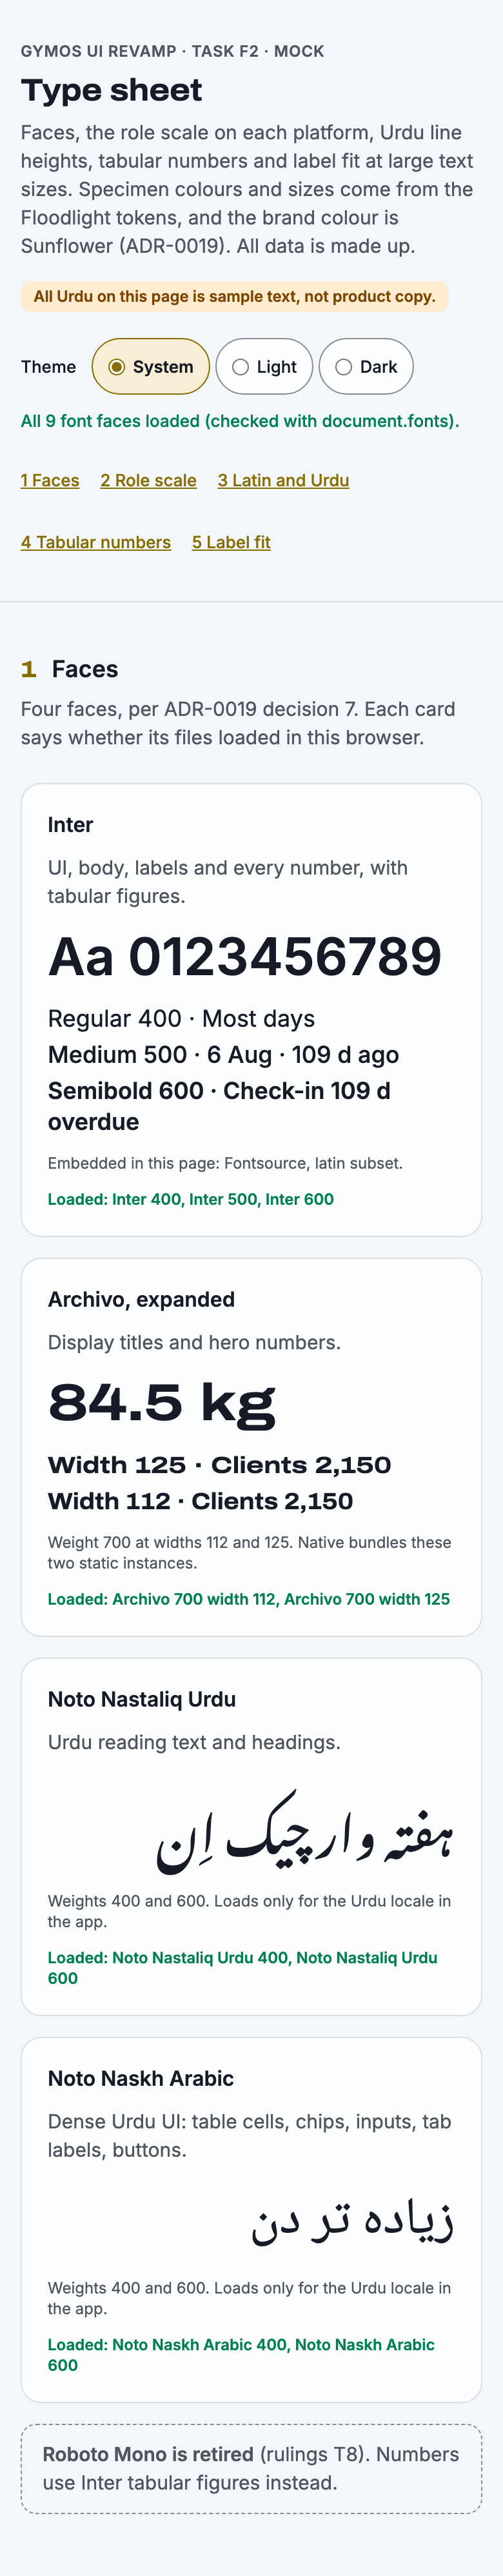 GYMOS UI REVAMP · TASK F2 · MOCK
Type sheet
Faces, the role scale on each platform, Urdu line
heights, tabular numbers and label fit at large text
sizes. Specimen colours and sizes come from the
Floodlight tokens, and the brand colour is
Sunflower (ADR-0019). All data is made up.
All Urdu on this page is sample text, not product copy.
Theme System Light Dark
All 9 font faces loaded (checked with document.fonts).
1 Faces 2 Role scale 3 Latin and Urdu
4 Tabular numbers 5 Label fit
1 Faces
Four faces, per ADR-0019 decision 7. Each card
says whether its files loaded in this browser.
Inter
UI, body, labels and every number, with
tabular figures.
Aa 0123456789
Regular 400 · Most days
Medium 500 · 6 Aug · 109 d ago
Semibold 600 · Check-in 109 d
overdue
Embedded in this page: Fontsource, latin subset.
Loaded: Inter 400, Inter 500, Inter 600
Archivo, expanded
Display titles and hero numbers.
84.5 kg
Width 125 · Clients 2,150
Width 112 · Clients 2,150
Weight 700 at widths 112 and 125. Native bundles these
two static instances.
Loaded: Archivo 700 width 112, Archivo 700 width 125
Noto Nastaliq Urdu
Urdu reading text and headings.
ہفتہ وار چیک اِن
Weights 400 and 600. Loads only for the Urdu locale in
the app.
Loaded: Noto Nastaliq Urdu 400, Noto Nastaliq Urdu
600
Noto Naskh Arabic
Dense Urdu UI: table cells, chips, inputs, tab
labels, buttons.
زیادہ تر دن
Weights 400 and 600. Loads only for the Urdu locale in
the app.
Loaded: Noto Naskh Arabic 400, Noto Naskh Arabic
600
Roboto Mono is retired (rulings T8). Numbers
use Inter tabular figures instead.